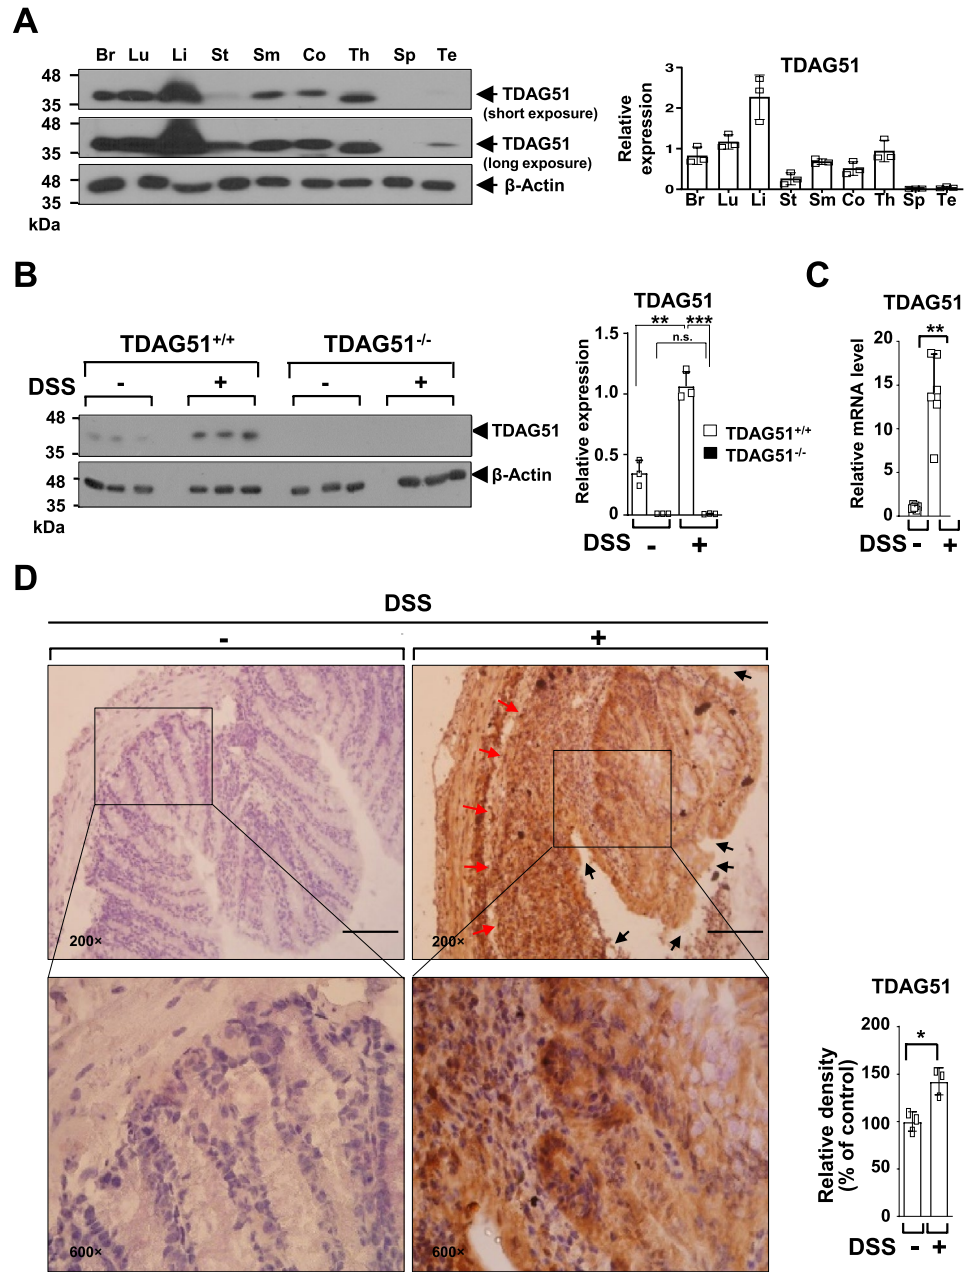 A
Br Lu Li St Sm Co Th Sp Te
48
35
TDAG51
(short exposure)
48
35
TDAG51
(long exposure)
48
35
β-Actin
kDa
TDAG51
Relative
expression
3
2
1
0
Br Lu Li St Sm Co Th Sp Te
B
TDAG51+/+ TDAG51-/-
DSS - + - +
48
35
TDAG51
48
35
β-Actin
kDa
TDAG51
** ***
n.s.
Relative expression
1.5
1.0
0.5
0
TDAG51+/+
TDAG51-/-
DSS - +
C
TDAG51
**
Relative mRNA level
20
15
10
5
0
DSS - +
D
DSS
- +
200×
200×
600×
600×
TDAG51
*
Relative density
(% of control)
200
150
100
50
0
DSS - +